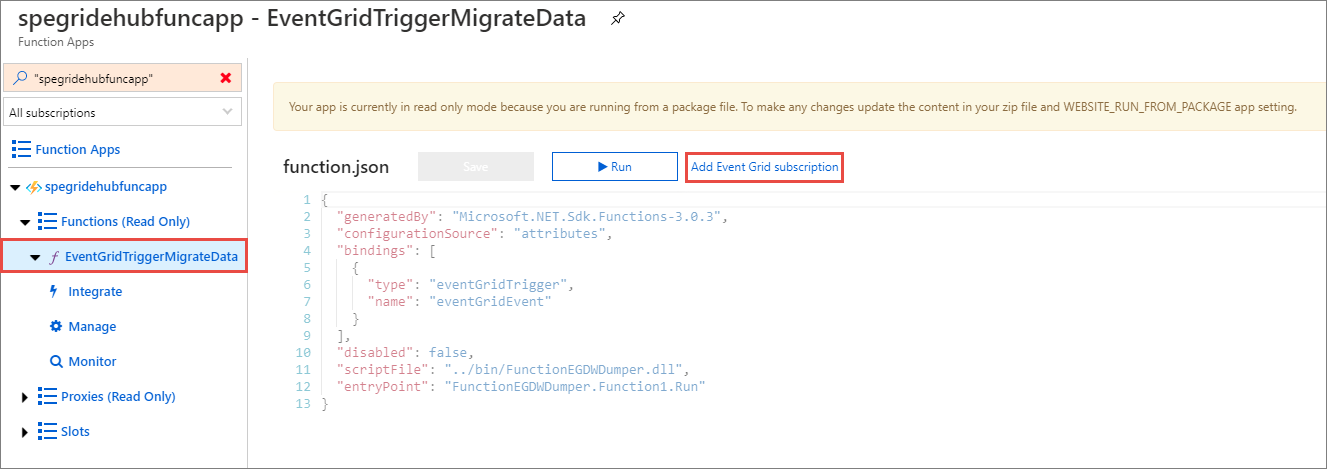 spegridehubfuncapp - EventGridTriggerMigrateData
Function Apps
"spegridehubfuncapp"
All subscriptions
Function Apps
spegridehubfuncapp
Functions (Read Only)
EventGridTriggerMigrateData
Integrate
Manage
Monitor
Proxies (Read Only)
Slots
Your app is currently in read only mode because you are running from a package file. To make any changes update the content in your zip file and WEBSITE_RUN_FROM_PACKAGE app setting.
function.json Save Run Add Event Grid subscription
1 {
2 "generatedBy": "Microsoft.NET.Sdk.Functions-3.0.3",
3 "configurationSource": "attributes",
4 "bindings": [
5 {
6 "type": "eventGridTrigger",
7 "name": "eventGridEvent"
8 }
9 ],
10 "disabled": false,
11 "scriptFile": "../bin/FunctionEGDWDumper.dll",
12 "entryPoint": "FunctionEGDWDumper.Function1.Run"
13 }